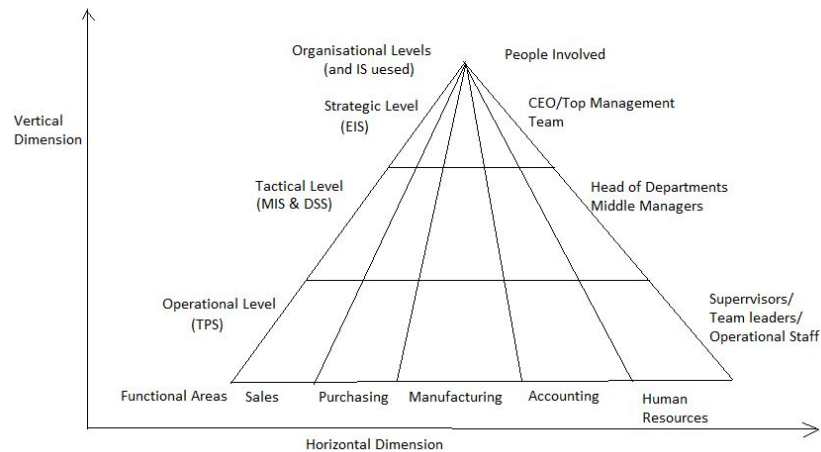 Organisational Levels
(and IS uesed)
People Involved
Strategic Level
(EIS)
CEO/Top Management
Team
Vertical
Dimension
Tactical Level
(MIS & DSS)
Head of Departments
Middle Managers
Operational Level
(TPS)
Superrvisors/
Team leaders/
Operational Staff
Functional Areas
Sales
Purchasing
Manufacturing
Accounting
Human
Resources
Horizontal Dimension